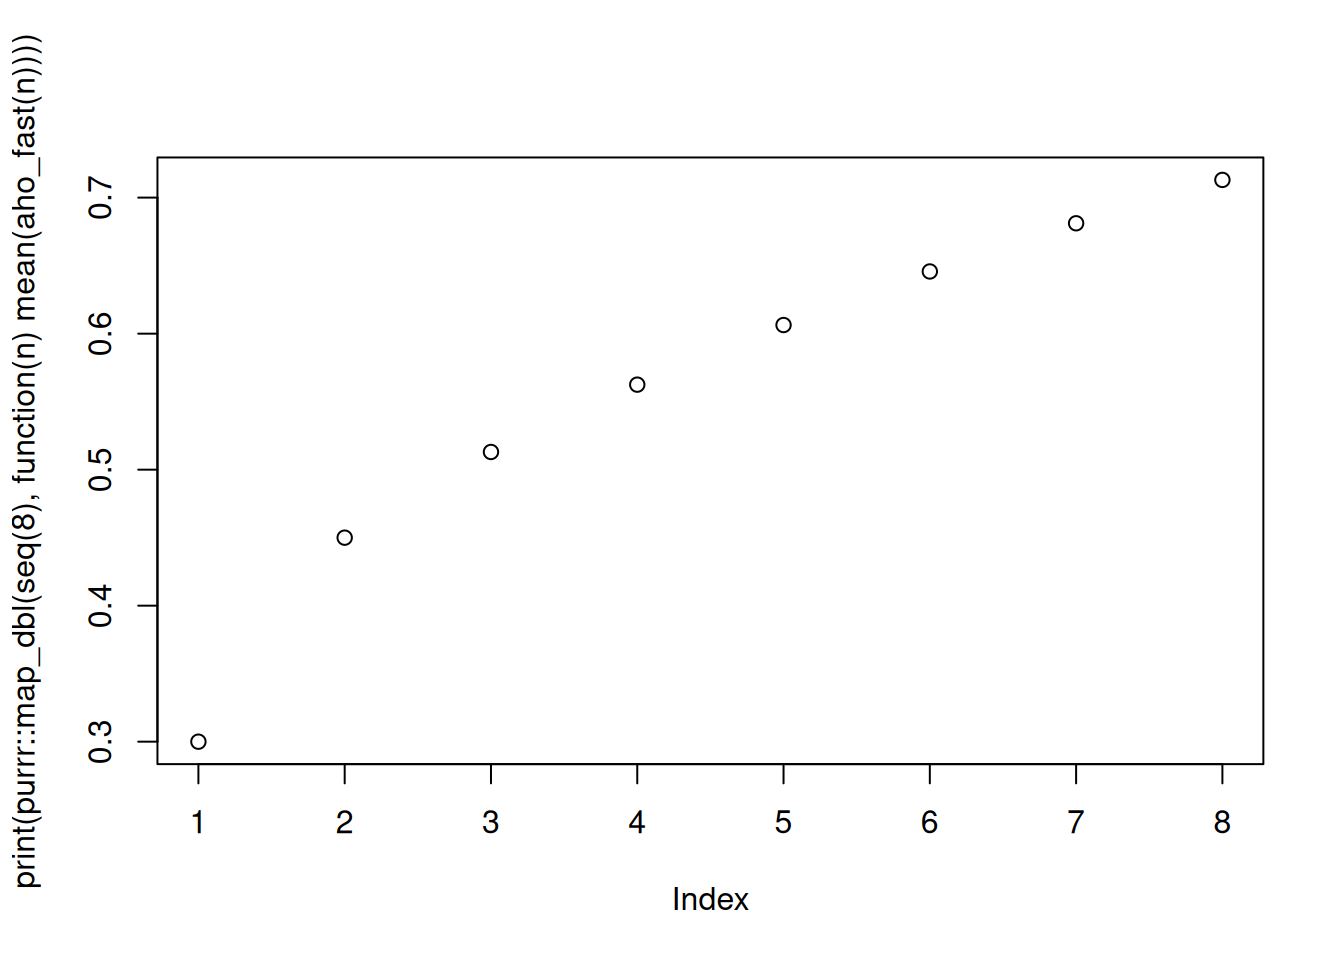 print(purrr::map_dbl(seq(8), function(n) mean(aho_fast(n))))
0.7
0.6
0.5
0.4
0.3
1 2 3 4 5 6 7 8
Index